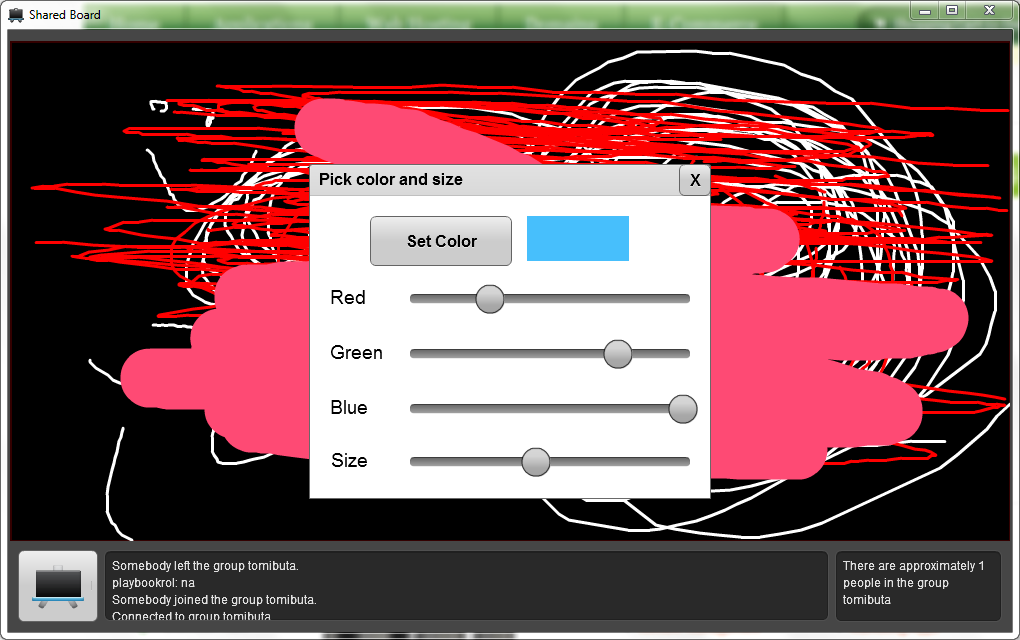 Shared Board
X
Pick color and size
X
Set Color
Red
Green
Blue
Size
Somebody left the group tomibuta.
playbookrol: na
Somebody joined the group tomibuta.
Connected to group tomibuta
There are approximately 1
people in the group
tomibuta